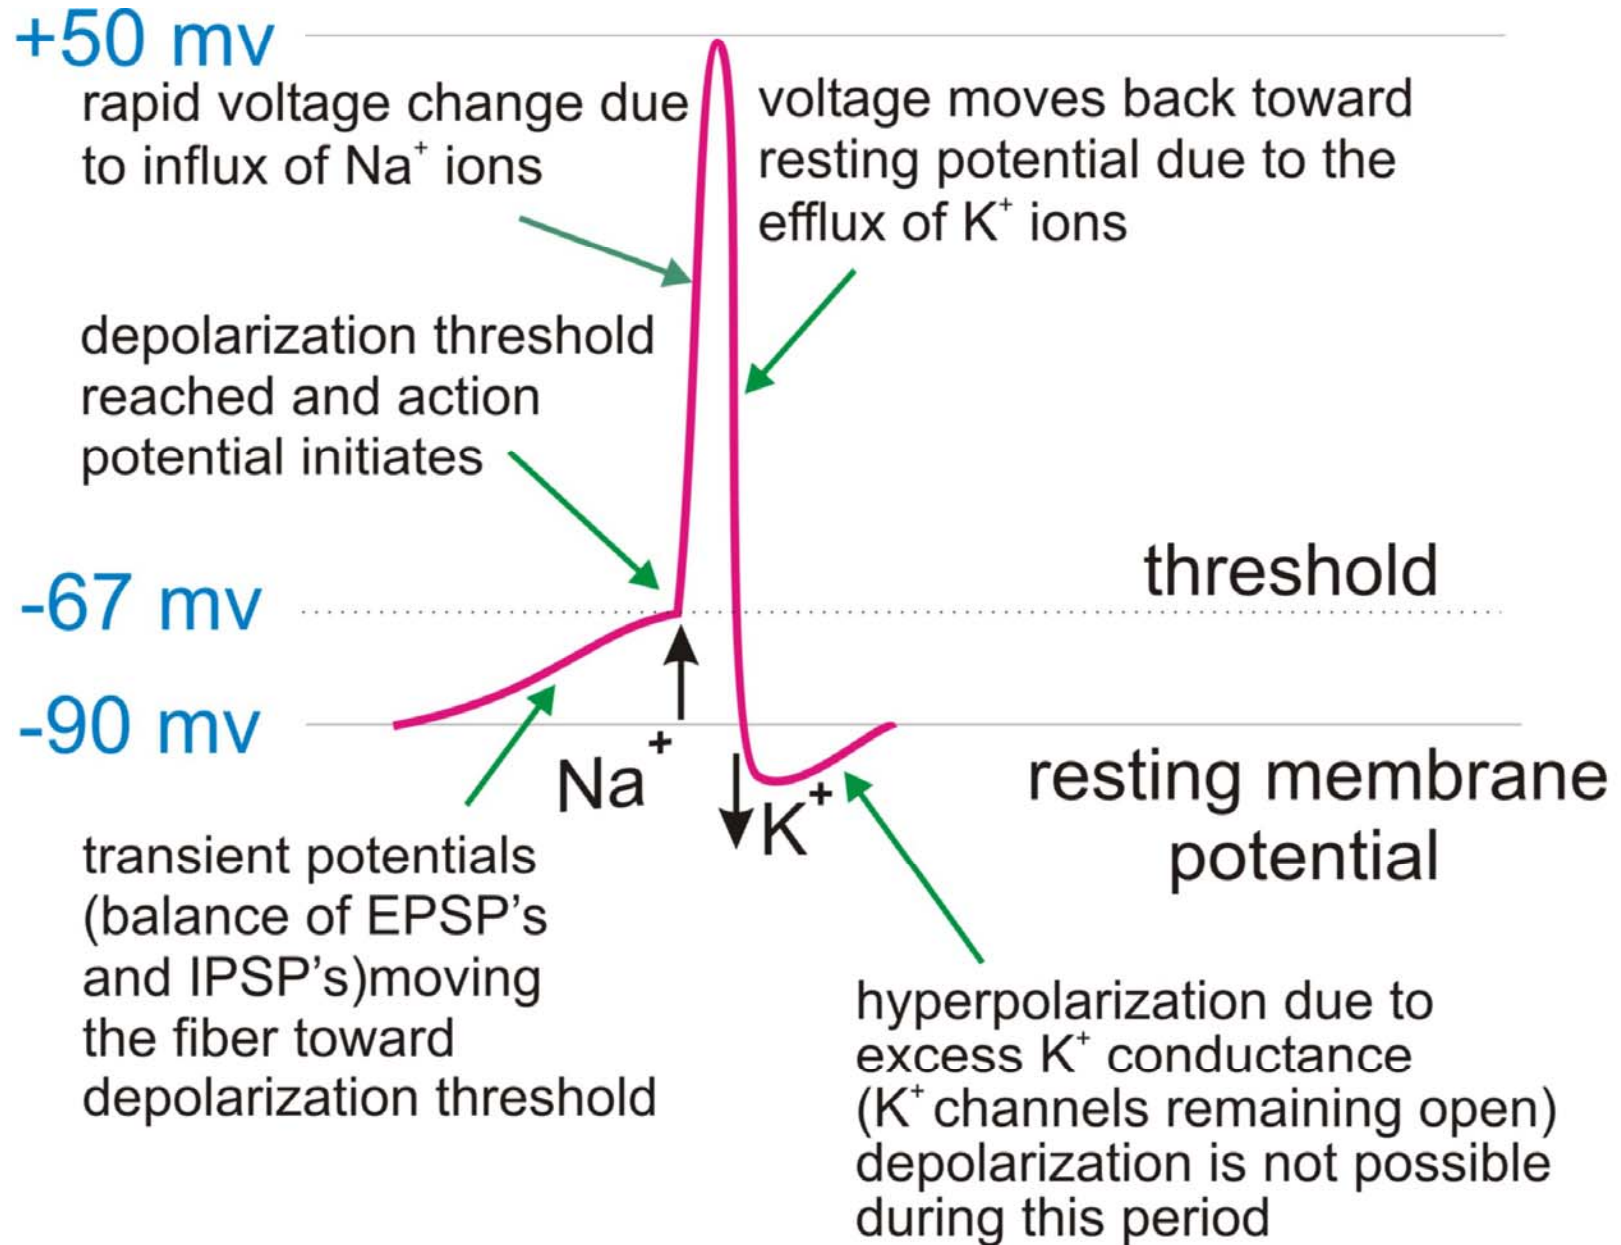 +50 mv
rapid voltage change due
to influx of Na⁺ ions
voltage moves back toward
resting potential due to the
efflux of K⁺ ions
depolarization threshold
reached and action
potential initiates
threshold
-67 mv
-90 mv
Na⁺
K⁺
resting membrane
potential
transient potentials
(balance of EPSP’s
and IPSP’s)moving
the fiber toward
depolarization threshold
hyperpolarization due to
excess K⁺ conductance
(K⁺ channels remaining open)
depolarization is not possible
during this period